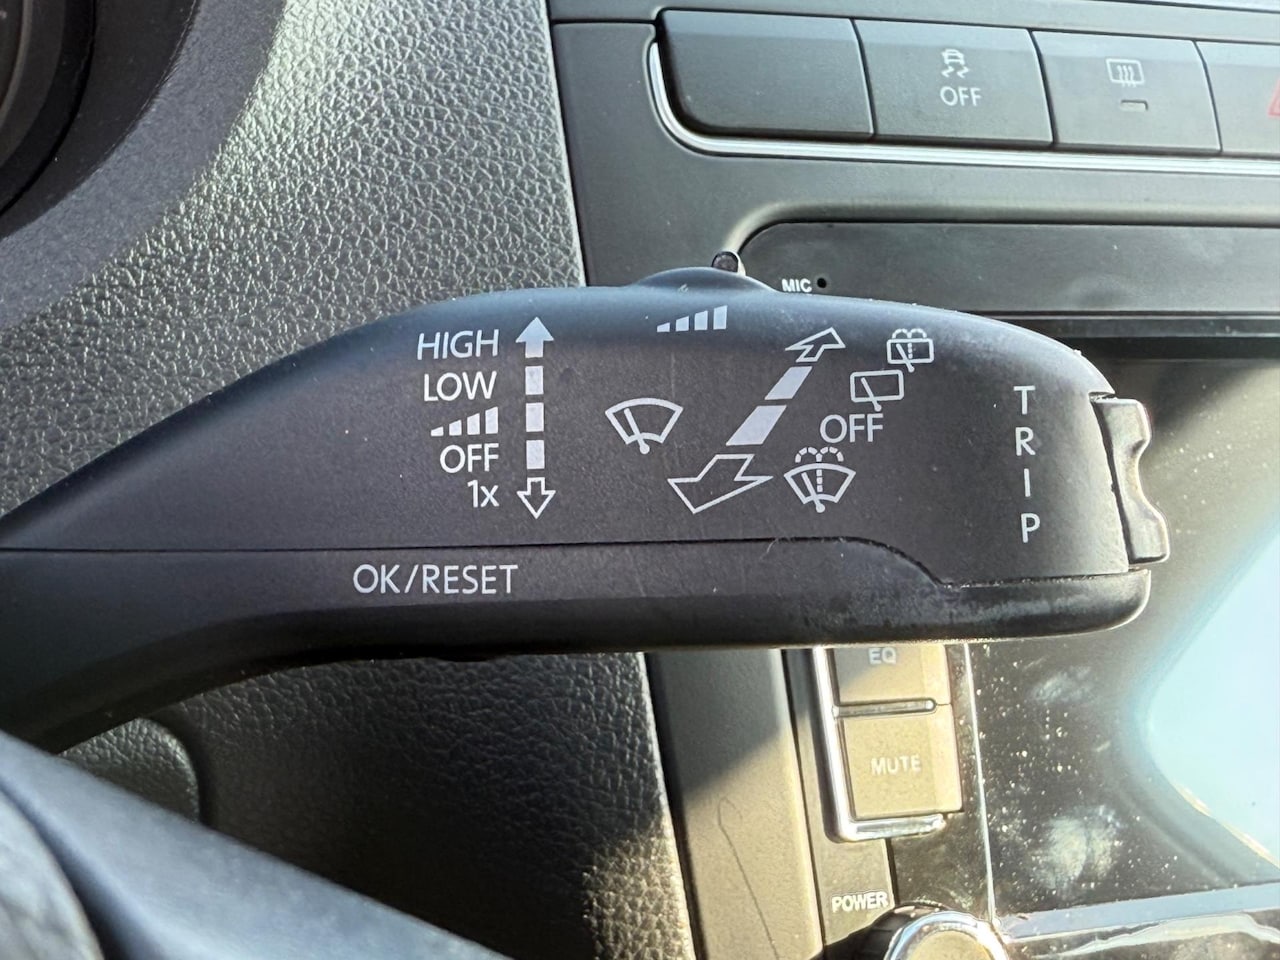 OFF
MIC
HIGH
LOW
OFF
1x
OFF
TRIP
OK/RESET
EQ
MUTE
POWER